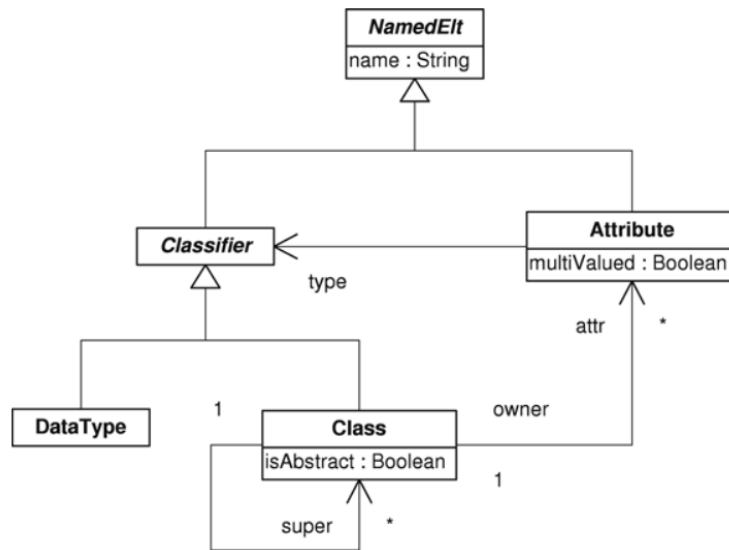 NamedElt
name : String
Classifier
Attribute
multiValued : Boolean
type
attr *
DataType
1
Class
isAbstract : Boolean
owner
1
super *